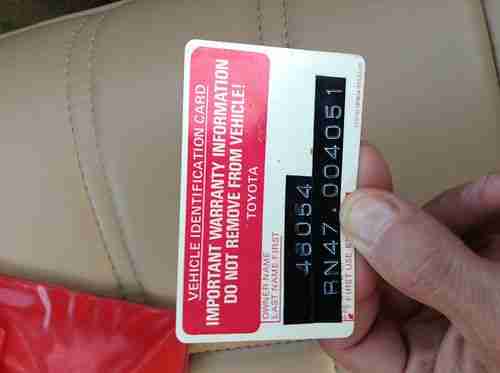 VEHICLE IDENTIFICATION CARD
IMPORTANT WARRANTY INFORMATION
DO NOT REMOVE FROM VEHICLE!
TOYOTA
OWNER NAME
LAST NAME FIRST
48054
RN47.004051
FIRST USE